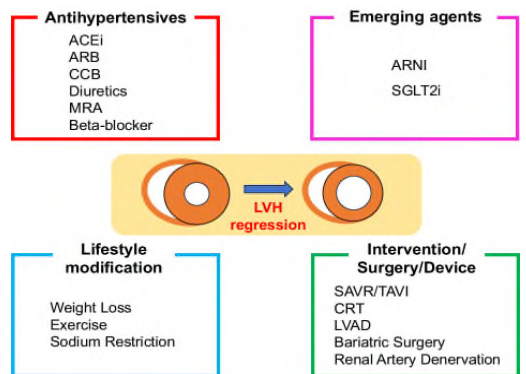 Antihypertensives
ACEi
ARB
CCB
Diuretics
MRA
Beta-blocker
Emerging agents
ARNI
SGLT2i
LVH
regression
Lifestyle
modification
Weight Loss
Exercise
Sodium Restriction
Intervention/
Surgery/Device
SAVR/TAVI
CRT
LVAD
Bariatric Surgery
Renal Artery Denervation